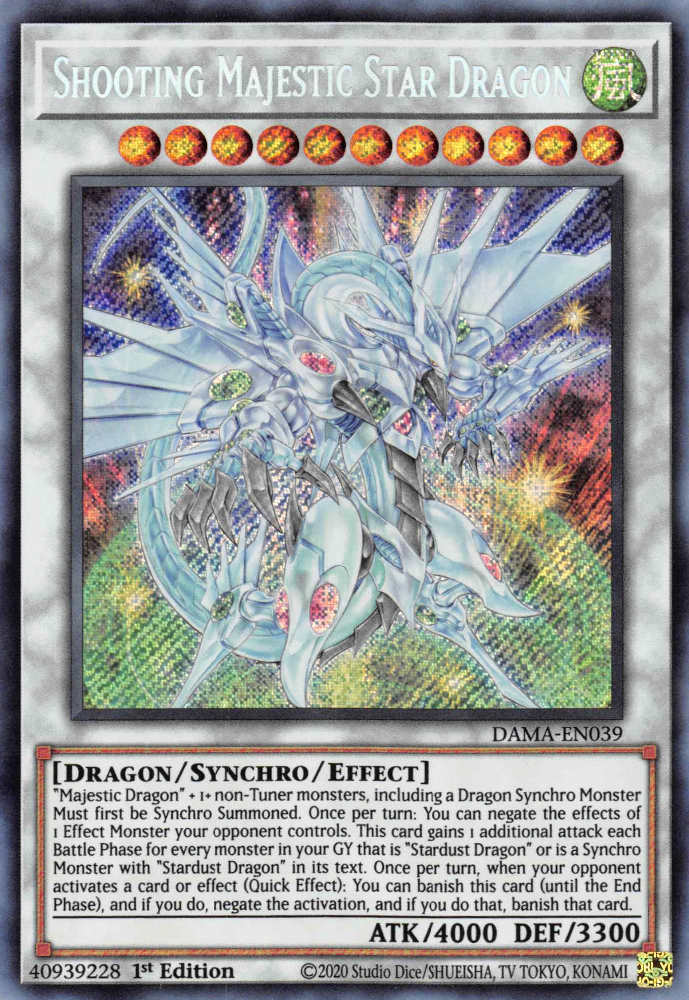 SHOOTING MAJESTIC STAR DRAGON
風
DAMA-EN039
[DRAGON/SYNCHRO/EFFECT]
"Majestic Dragon" + 1+ non-Tuner monsters, including a Dragon Synchro Monster
Must first be Synchro Summoned. Once per turn: You can negate the effects of
1 Effect Monster your opponent controls. This card gains 1 additional attack each
Battle Phase for every monster in your GY that is "Stardust Dragon" or is a Synchro
Monster with "Stardust Dragon" in its text. Once per turn, when your opponent
activates a card or effect (Quick Effect): You can banish this card (until the End
Phase), and if you do, negate the activation, and if you do that, banish that card.
ATK/4000 DEF/3300
40939228 1st Edition ©2020 Studio Dice/SHUEISHA, TV TOKYO, KONAMI